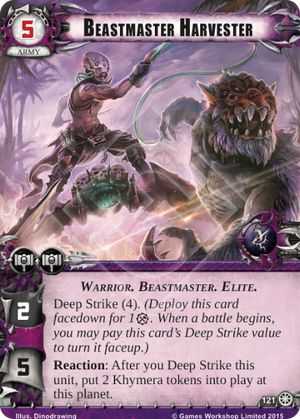 5
ARMY
Beastmaster Harvester
Warrior. Beastmaster. Elite.
2
Deep Strike (4). (Deploy this card
facedown for 1. When a battle begins,
you may pay this card's Deep Strike value
to turn it faceup.)
5
Reaction: After you Deep Strike this
unit, put 2 Khymera tokens into play at
this planet.
121
Illus. Dinodrawing
© Games Workshop Limited 2015